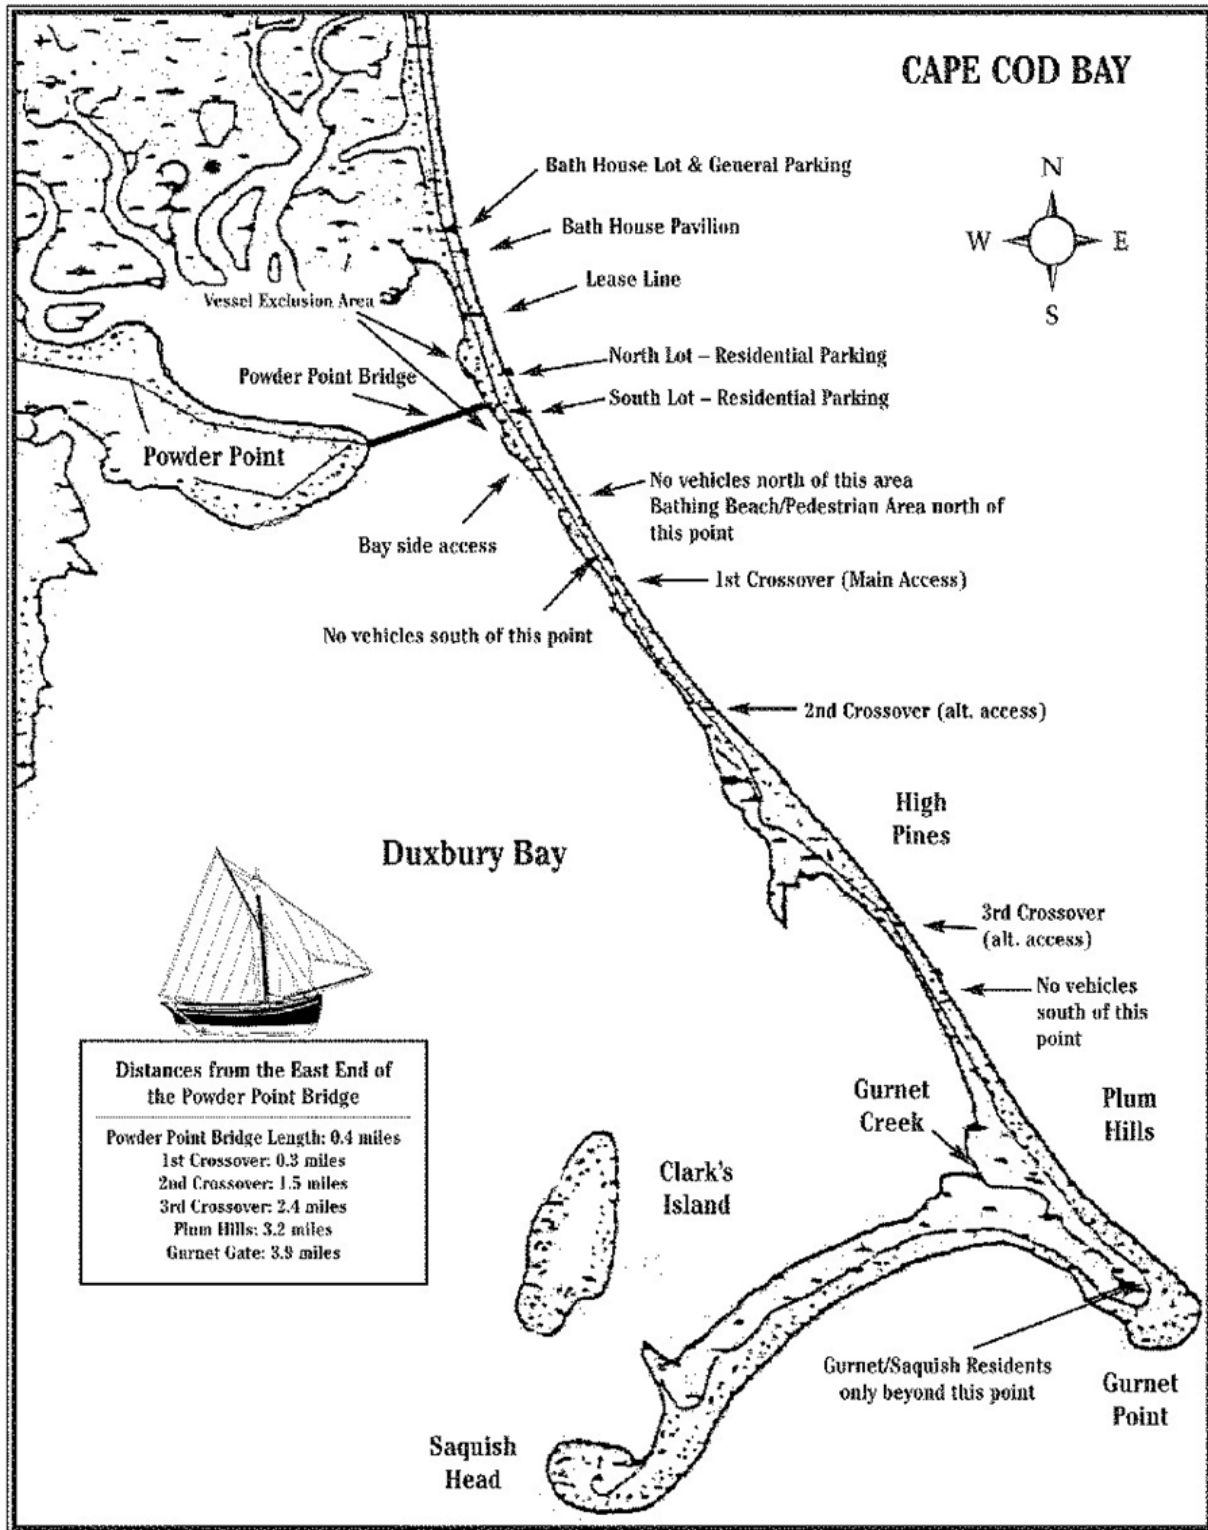 CAPE COD BAY
N
W
E
S
Bath House Lot & General Parking
Bath House Pavilion
Lease Line
Vessel Exclusion Area
North Lot – Residential Parking
Powder Point Bridge
South Lot – Residential Parking
Powder Point
No vehicles north of this area
Bathing Beach/Pedestrian Area north of
this point
Bay side access
1st Crossover (Main Access)
No vehicles south of this point
2nd Crossover (alt. access)
High
Pines
Duxbury Bay
3rd Crossover
(alt. access)
No vehicles
south of this
point
Distances from the East End of
the Powder Point Bridge
Powder Point Bridge Length: 0.4 miles
1st Crossover: 0.3 miles
2nd Crossover: 1.5 miles
3rd Crossover: 2.4 miles
Plum Hills: 3.2 miles
Gurnet Gate: 3.9 miles
Gurnet
Creek
Plum
Hills
Clark's
Island
Gurnet/Saquish Residents
only beyond this point
Gurnet
Point
Saquish
Head